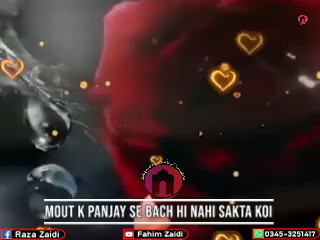 MOUT K PANJAY SE BACH HI NAHI SAKTA KOI
Raza Zaidi
Fahim Zaidi
0345-3251417